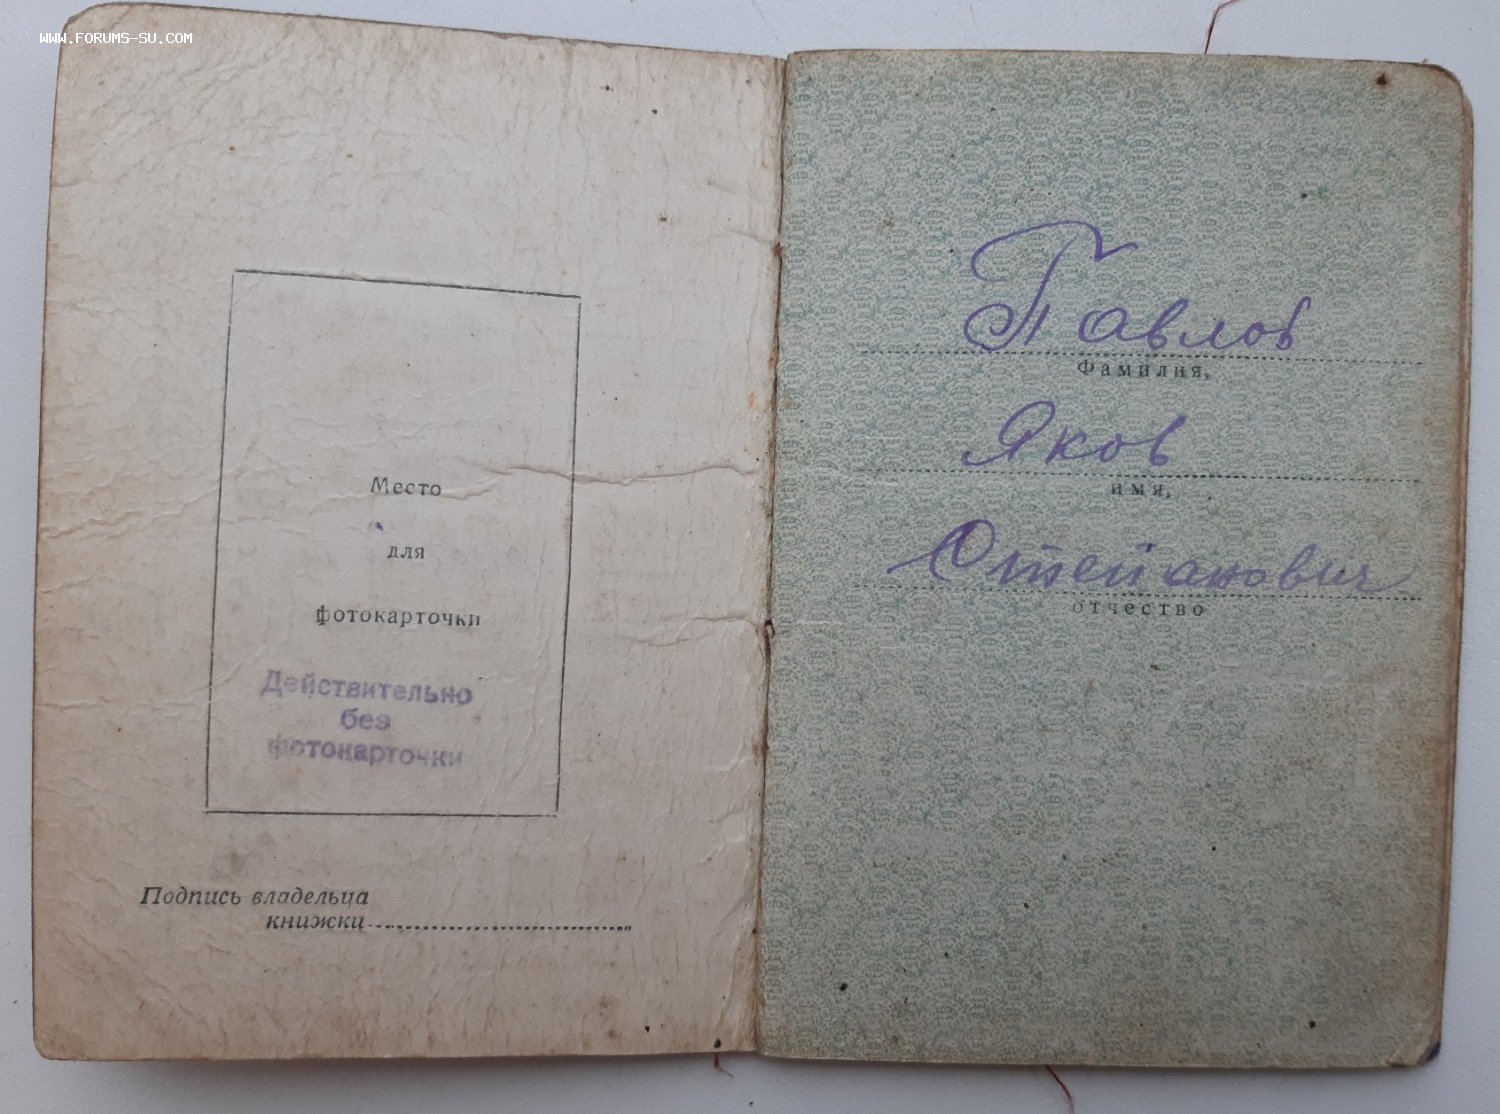 WWW.FORUMS-SU.COM
Место
для
фотокарточки
Действительно
без
фотокарточки
Подпись владельца
книжки
Павлов
Фамилия,
Яков
имя,
Степанович
отчество